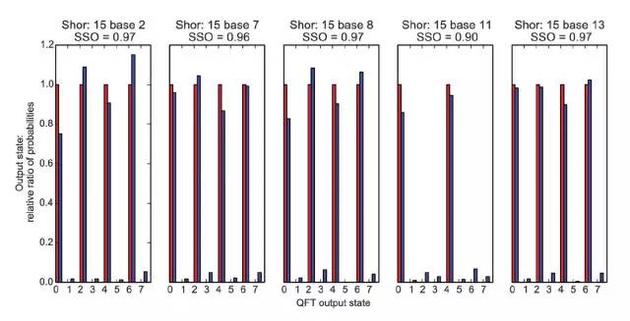 Shor: 15 base 2
SSO = 0.97
Shor: 15 base 7
SSO = 0.96
Shor: 15 base 8
SSO = 0.97
Shor: 15 base 11
SSO = 0.90
Shor: 15 base 13
SSO = 0.97
Output state:
relative ratio of probabilities
1.2
1.0
0.8
0.6
0.4
0.2
0.0
0 1 2 3 4 5 6 7
0 1 2 3 4 5 6 7
0 1 2 3 4 5 6 7
0 1 2 3 4 5 6 7
0 1 2 3 4 5 6 7
QFT output state